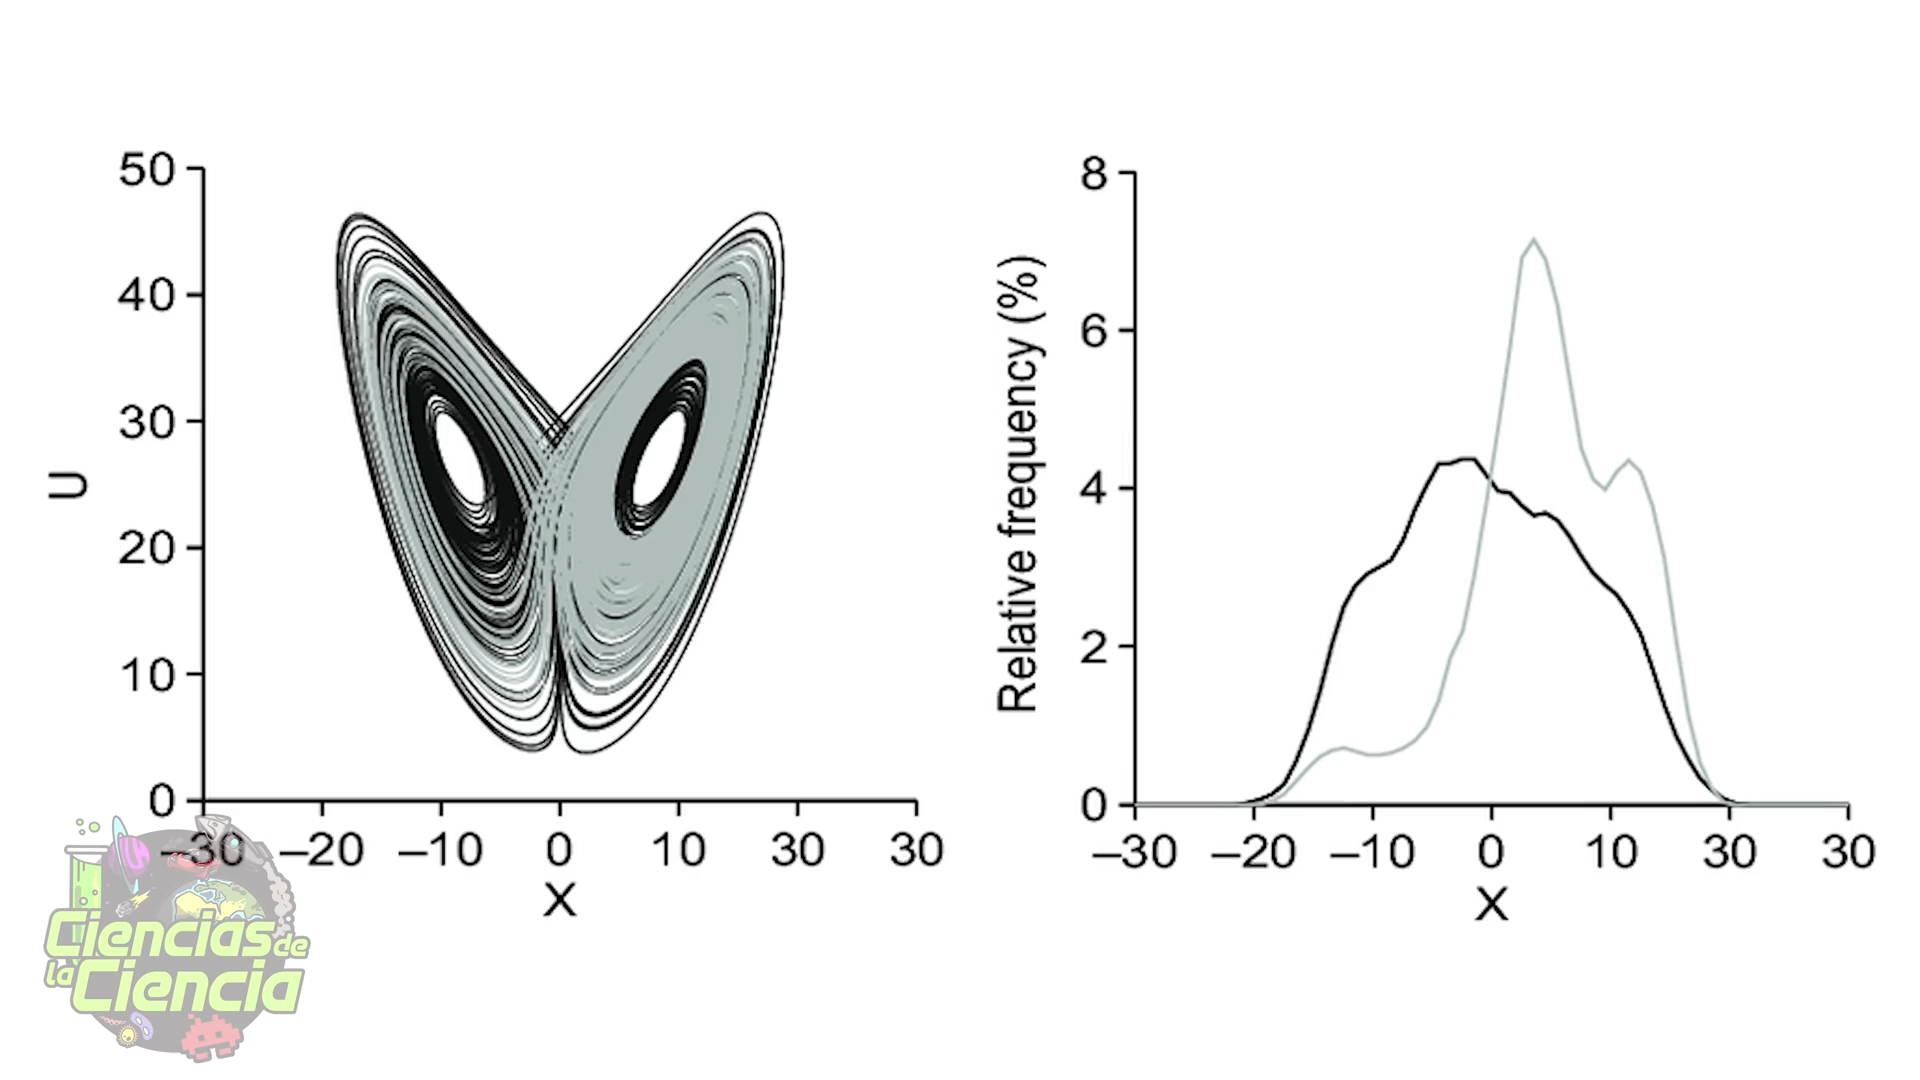 50
40
30
20
10
0
U
–30 –20 –10 0 10 30 30
X
8
6
4
2
0
Relative frequency (%)
–30 –20 –10 0 10 30 30
X
Ciencias de
la Ciencia